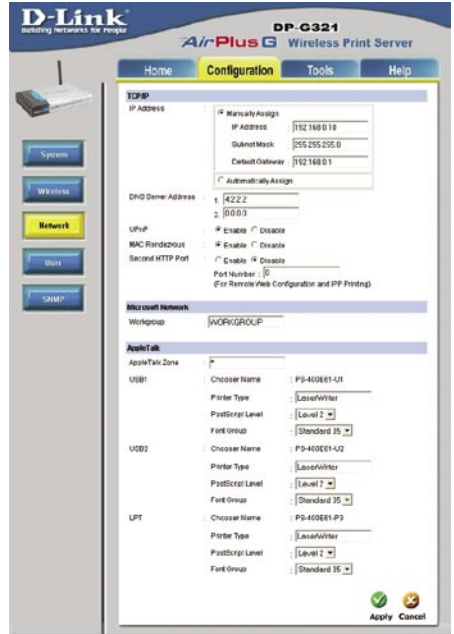 D-Link
Building Networks for People
DP-G321
AirPlus G Wireless Print Server
Home Configuration Tools Help
System
Wireless
Network
User
SNMP
TCP/IP
IP Address : Manually Assign
IP Address : 192.168.0.10
Subnet Mask : 255.255.255.0
Default Gateway : 192.168.0.1
Automatically Assign
DNS Server Address : 1. 4.2.2.2
2. 0.0.0.0
UPnP : Enable Disable
MAC Rendezvous : Enable Disable
Second HTTP Port : Enable Disable
Port Number : 0
(For Remote Web Configuration and IPP Printing)
Microsoft Network
Workgroup : WORKGROUP
AppleTalk
AppleTalk Zone : *
USB1 : Chooser Name : PS-400E61-U1
Printer Type : LaserWriter
PostScript Level : Level 2
Font Group : Standard 35
USB2 : Chooser Name : PS-400E61-U2
Printer Type : LaserWriter
PostScript Level : Level 2
Font Group : Standard 35
LPT : Chooser Name : PS-400E61-P3
Printer Type : LaserWriter
PostScript Level : Level 2
Font Group : Standard 35
Apply Cancel